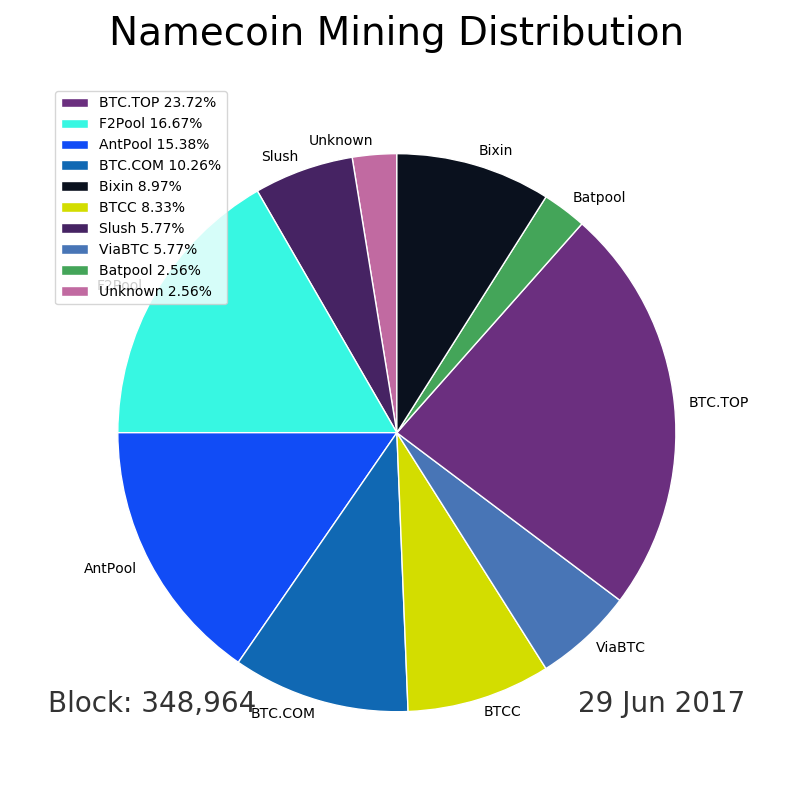 Namecoin Mining Distribution
BTC.TOP 23.72%
F2Pool 16.67%
AntPool 15.38%
BTC.COM 10.26%
Bixin 8.97%
BTCC 8.33%
Slush 5.77%
ViaBTC 5.77%
Batpool 2.56%
Unknown 2.56%
Unknown
Bixin
Slush
Batpool
F2Pool
BTC.TOP
AntPool
ViaBTC
BTC.COM
BTCC
Block: 348,964
29 Jun 2017